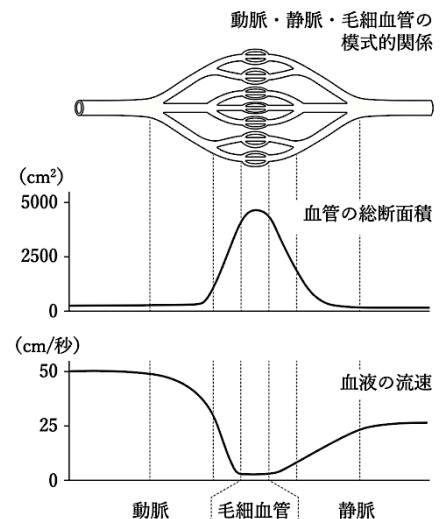 動脈・静脈・毛細血管の
模式的関係
(cm²)
5000
2500
0
血管の総断面積
(cm/秒)
50
25
0
血液の流速
動脈 毛細血管 静脈